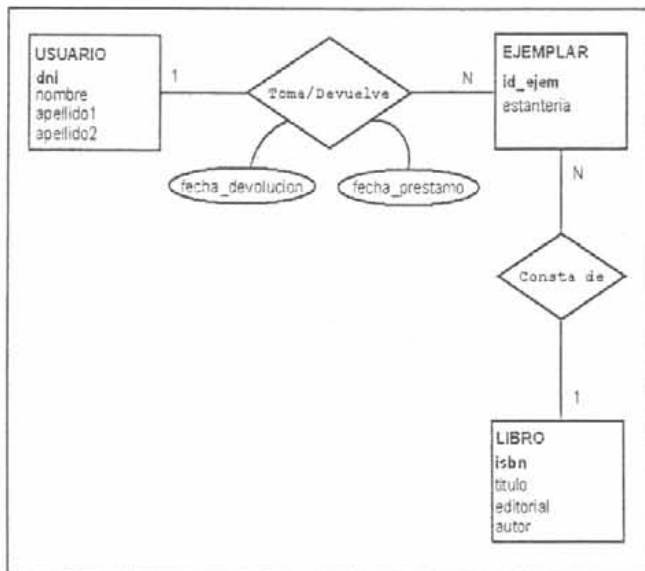 USUARIO
dni
nombre
apellido1
apellido2
1
Toma/Devuelve
N
EJEMPLAR
id_ejem
estantería
fecha_devolucion
fecha_prestamo
N
Consta de
1
LIBRO
isbn
titulo
editorial
autor